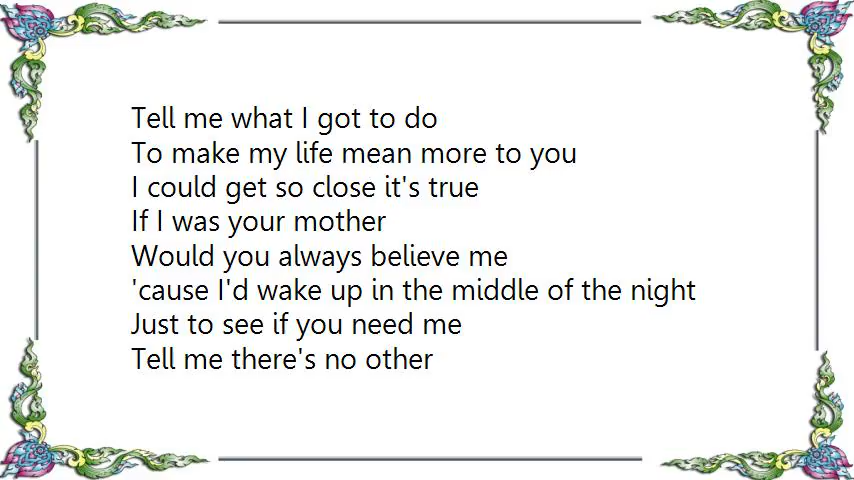 Tell me what I got to do
To make my life mean more to you
I could get so close it's true
If I was your mother
Would you always believe me
'cause I'd wake up in the middle of the night
Just to see if you need me
Tell me there's no other